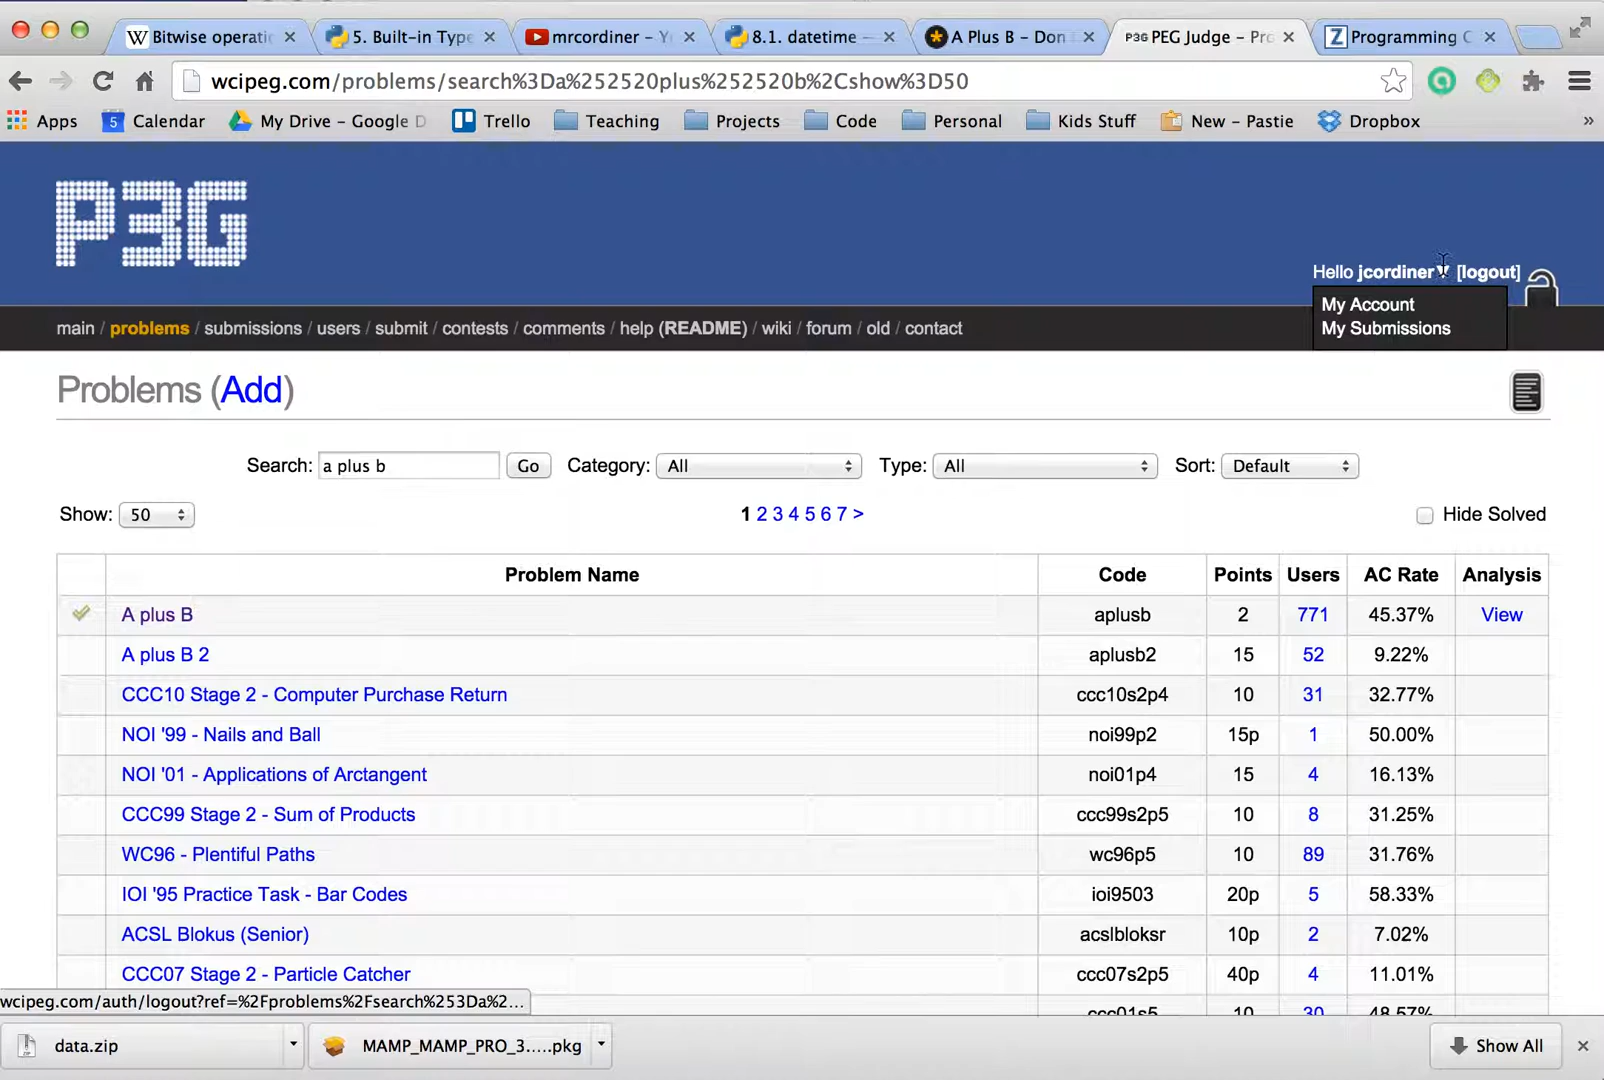 Bitwise operati
5. Built-in Type
mrcordiner - Y
8.1. datetime —
A Plus B - Don
P3G PEG Judge - Pro
Programming C
wcipeg.com/problems/search%3Da%252520plus%252520b%2Cshow%3D50
Apps
5 Calendar
My Drive - Google D
Trello
Teaching
Projects
Code
Personal
Kids Stuff
New - Pastie
Dropbox
»
P3G
Hello jcordiner [logout]
My Account
My Submissions
main / problems / submissions / users / submit / contests / comments / help (README) / wiki / forum / old / contact
Problems (Add)
Search: a plus b Go Category: All Type: All Sort: Default
Show: 50 1 2 3 4 5 6 7 > Hide Solved
Problem Name Code Points Users AC Rate Analysis
A plus B aplusb 2 771 45.37% View
A plus B 2 aplusb2 15 52 9.22%
CCC10 Stage 2 - Computer Purchase Return ccc10s2p4 10 31 32.77%
NOI '99 - Nails and Ball noi99p2 15p 1 50.00%
NOI '01 - Applications of Arctangent noi01p4 15 4 16.13%
CCC99 Stage 2 - Sum of Products ccc99s2p5 10 8 31.25%
WC96 - Plentiful Paths wc96p5 10 89 31.76%
IOI '95 Practice Task - Bar Codes ioi9503 20p 5 58.33%
ACSL Blokus (Senior) acslbloksr 10p 2 7.02%
CCC07 Stage 2 - Particle Catcher ccc07s2p5 40p 4 11.01%
ccc01s5 10 30 48.57%
wcipeg.com/auth/logout?ref=%2Fproblems%2Fsearch%253Da%2...
data.zip
MAMP_MAMP_PRO_3.....pkg
Show All